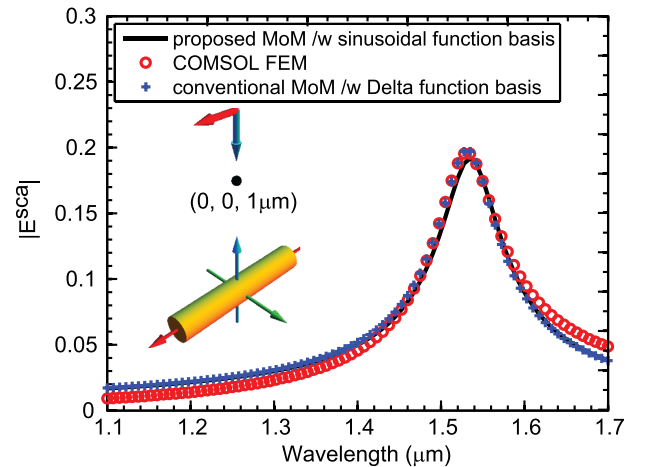 0.3
0.25
0.2
0.15
0.1
0.05
0
|E^sca|
proposed MoM /w sinusoidal function basis
COMSOL FEM
conventional MoM /w Delta function basis
(0, 0, 1μm)
1.1 1.2 1.3 1.4 1.5 1.6 1.7
Wavelength (μm)